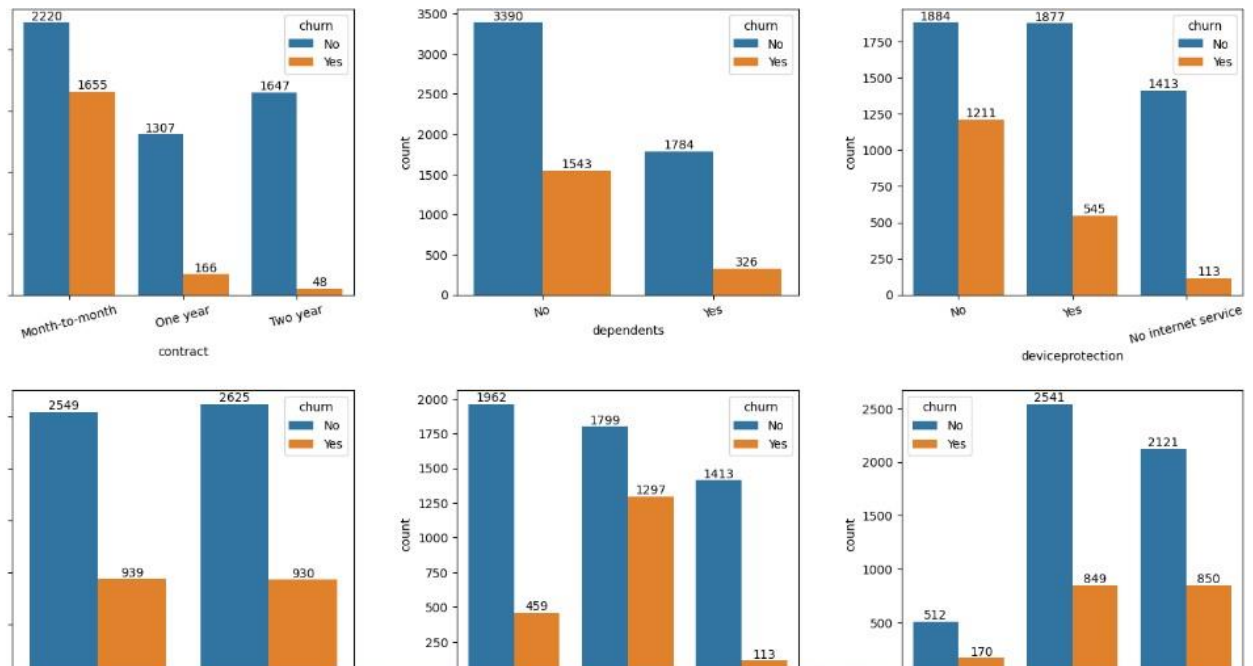 2220
churn
No
Yes
1655
1647
1307
166
48
Month-to-month
One year
Two year
contract
3500
3390
churn
No
Yes
3000
2500
2000
1784
count
1543
1500
1000
500
326
0
No
Yes
dependents
1884
1877
churn
No
Yes
1750
1500
1413
1250
1211
count
1000
750
545
500
250
113
0
No
Yes
No internet service
deviceprotection
2549
2625
churn
No
Yes
939
930
2000
1962
churn
No
Yes
1799
1750
1500
1413
1297
1250
count
1000
750
500
459
250
113
2541
churn
No
Yes
2500
2121
2000
1500
count
1000
849
850
512
500
170